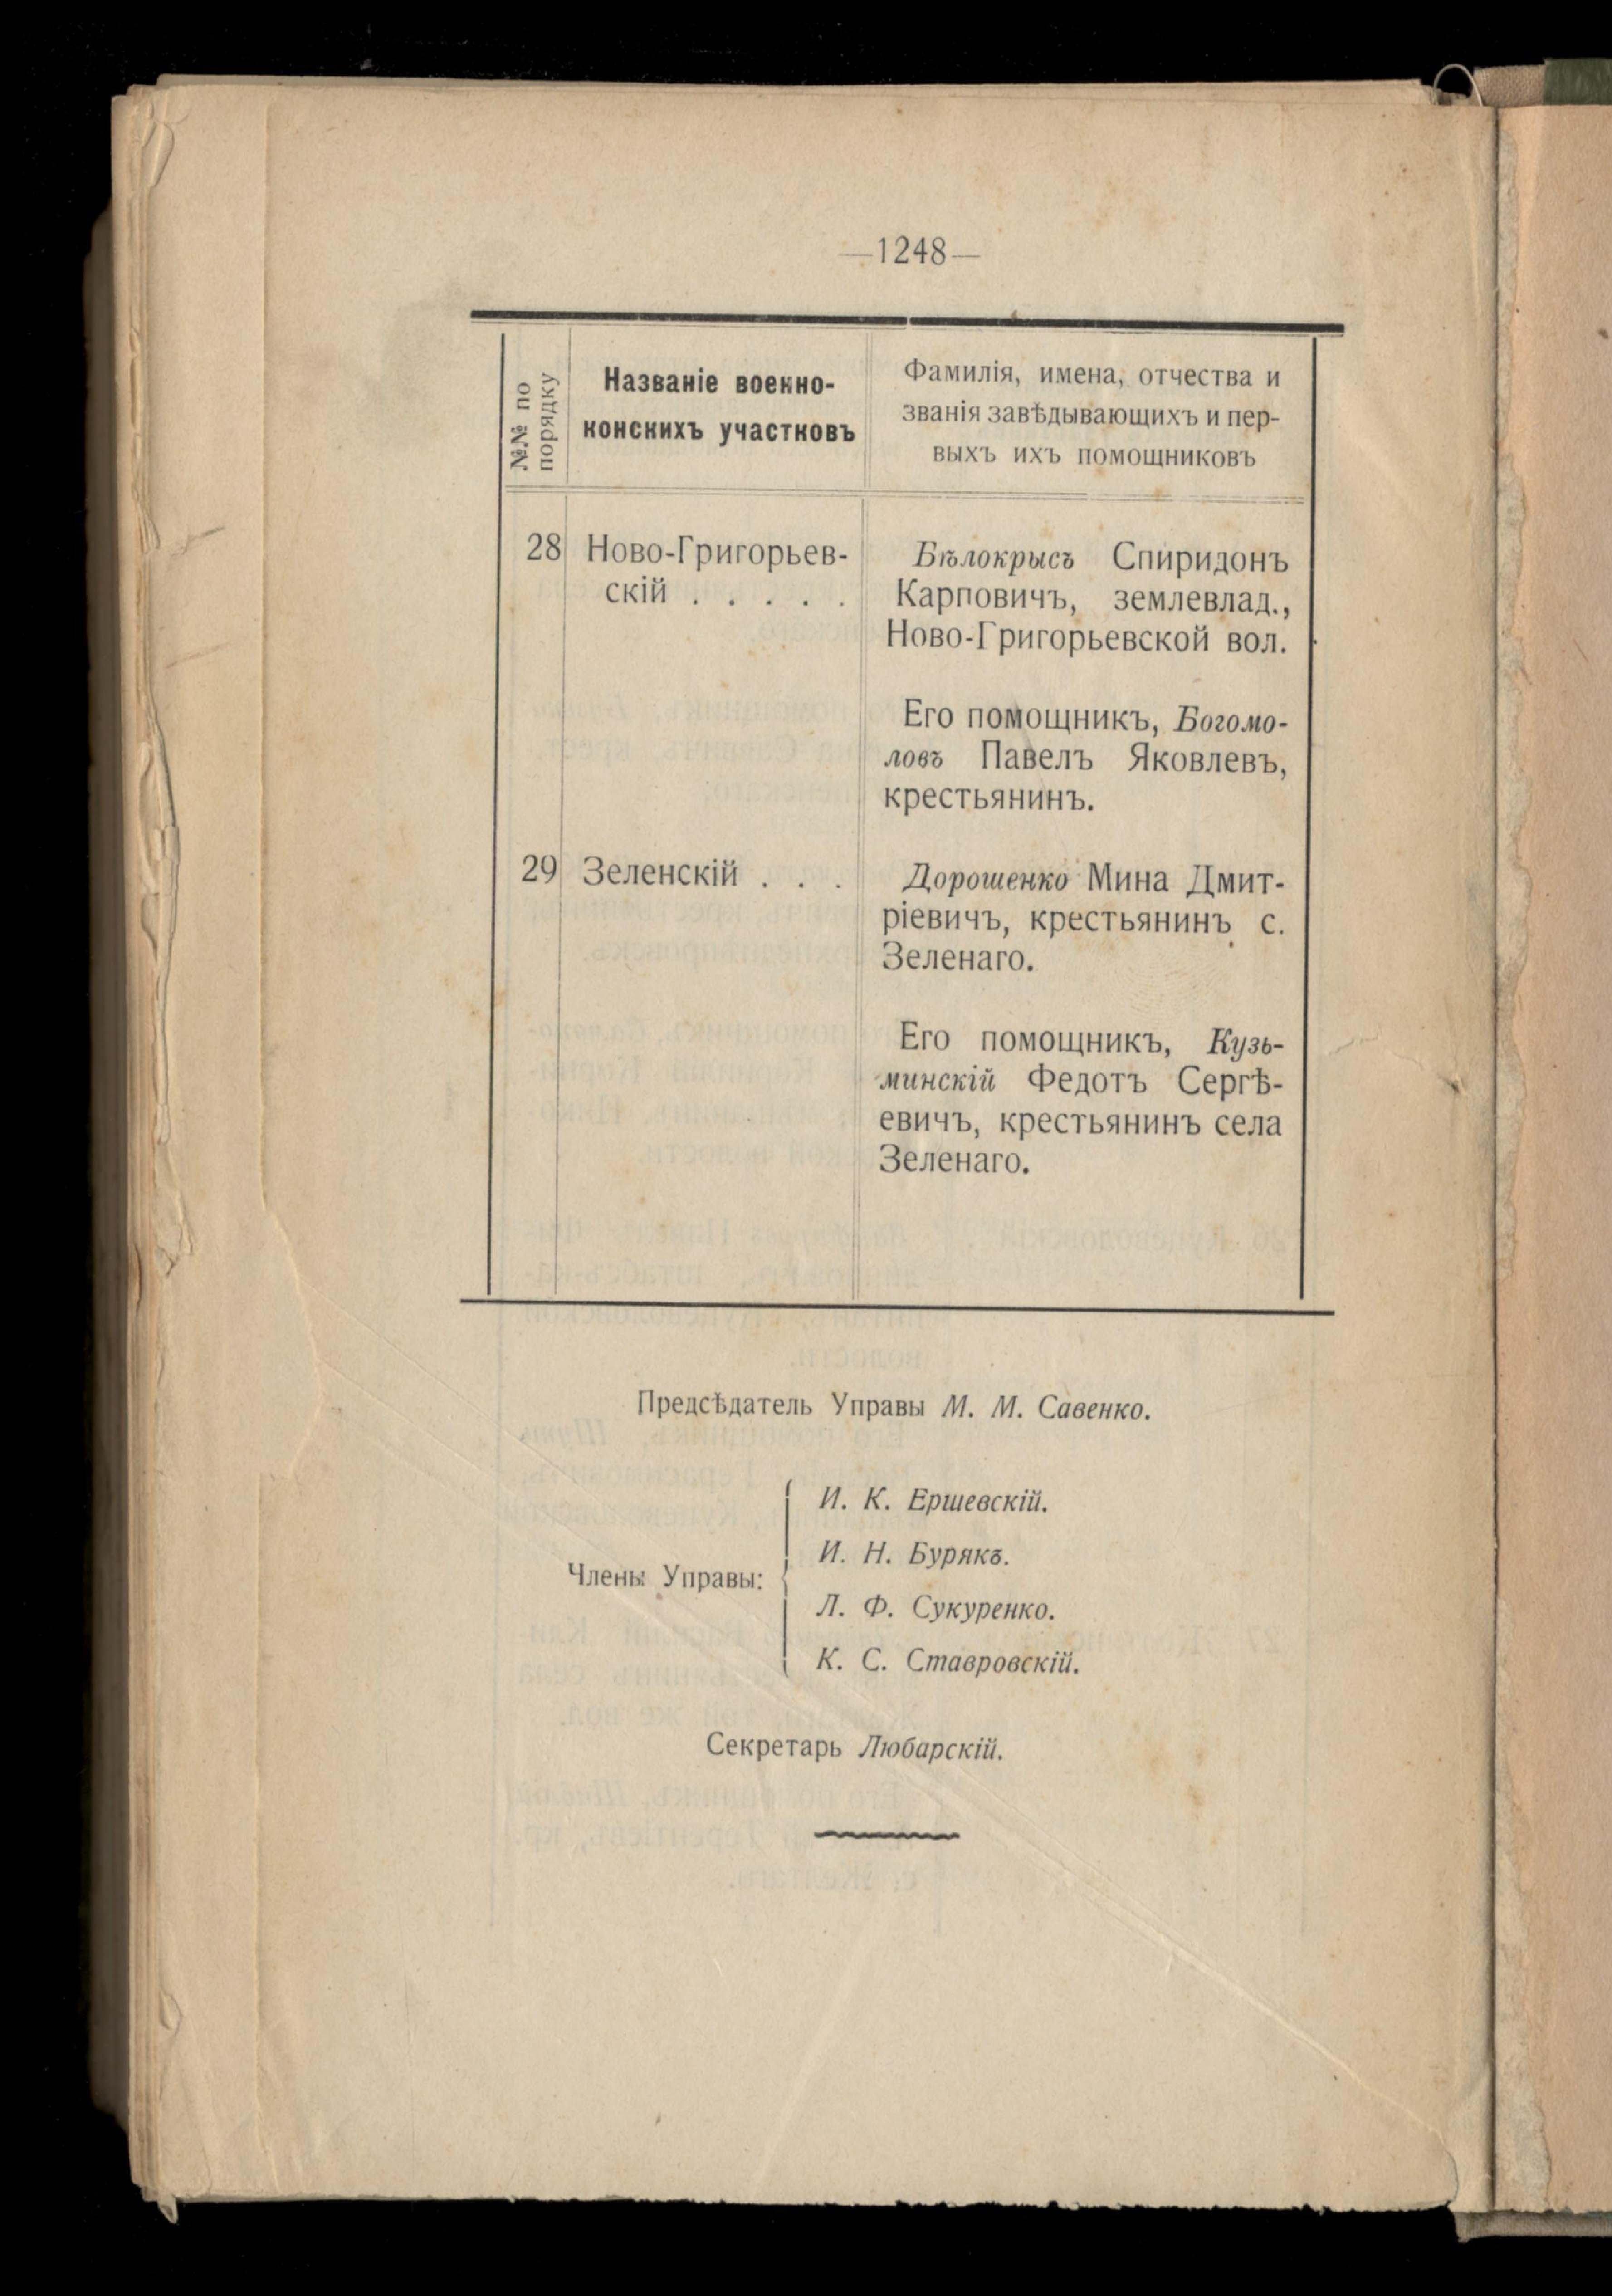 —1248—
№.№ по
порядку
Названіе военно-
конскихъ участковъ
Фамилія, имена, отчества и
званія завѣдывающихъ и пер-
выхъ ихъ помощниковъ
28 Ново-Григорьев-
скій . . . . .
Бѣлокрысъ Спиридонъ
Карповичъ, землевлад.,
Ново-Григорьевской вол.
Его помощникъ, Богомо-
ловъ Павелъ Яковлевъ,
крестьянинъ.
29 Зеленскій . . .
Дорошенко Мина Дмит-
ріевичъ, крестьянинъ с.
Зеленаго.
Его помощникъ, Кузь-
минскій Федотъ Сергѣ-
евичъ, крестьянинъ села
Зеленаго.
Предсѣдатель Управы М. М. Савенко.
Члены Управы:
И. К. Ершевскій.
И. Н. Бурякъ.
Л. Ф. Сукуренко.
К. С. Ставровскій.
Секретарь Любарскій.